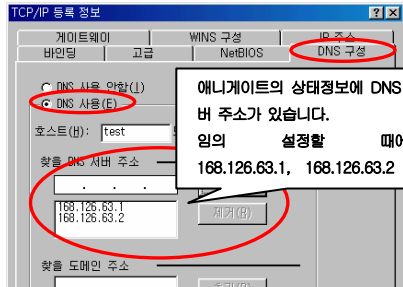 TCP/IP 등록 정보
게이트웨이 WINS 구성 IP 주소
바인딩 고급 NetBIOS DNS 구성
DNS 사용 안함(I)
DNS 사용(E)
호스트(H): test
애니게이트의 상태정보에 DNS
버 주소가 있습니다.
임의 설정할 때에
168.126.63.1, 168.126.63.2
찾을 DNS 서버 주소
168.126.63.1
168.126.63.2
제거(R)
찾을 도메인 주소